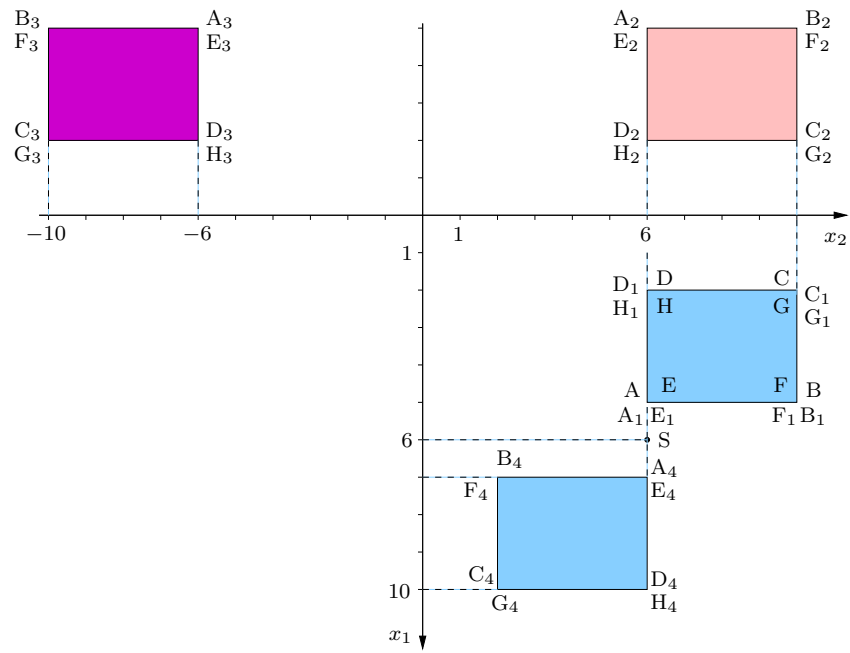 B₃ A₃ A₂ B₂
F₃ E₃ E₂ F₂
C₃ D₃ D₂ C₂
G₃ H₃ H₂ G₂
−10 −6 1 6 x₂
1
D₁ D C C₁
H₁ H G G₁
A E F B
A₁ E₁ F₁ B₁
6 S
B₄ A₄
F₄ E₄
C₄ D₄
10 G₄ H₄
x₁